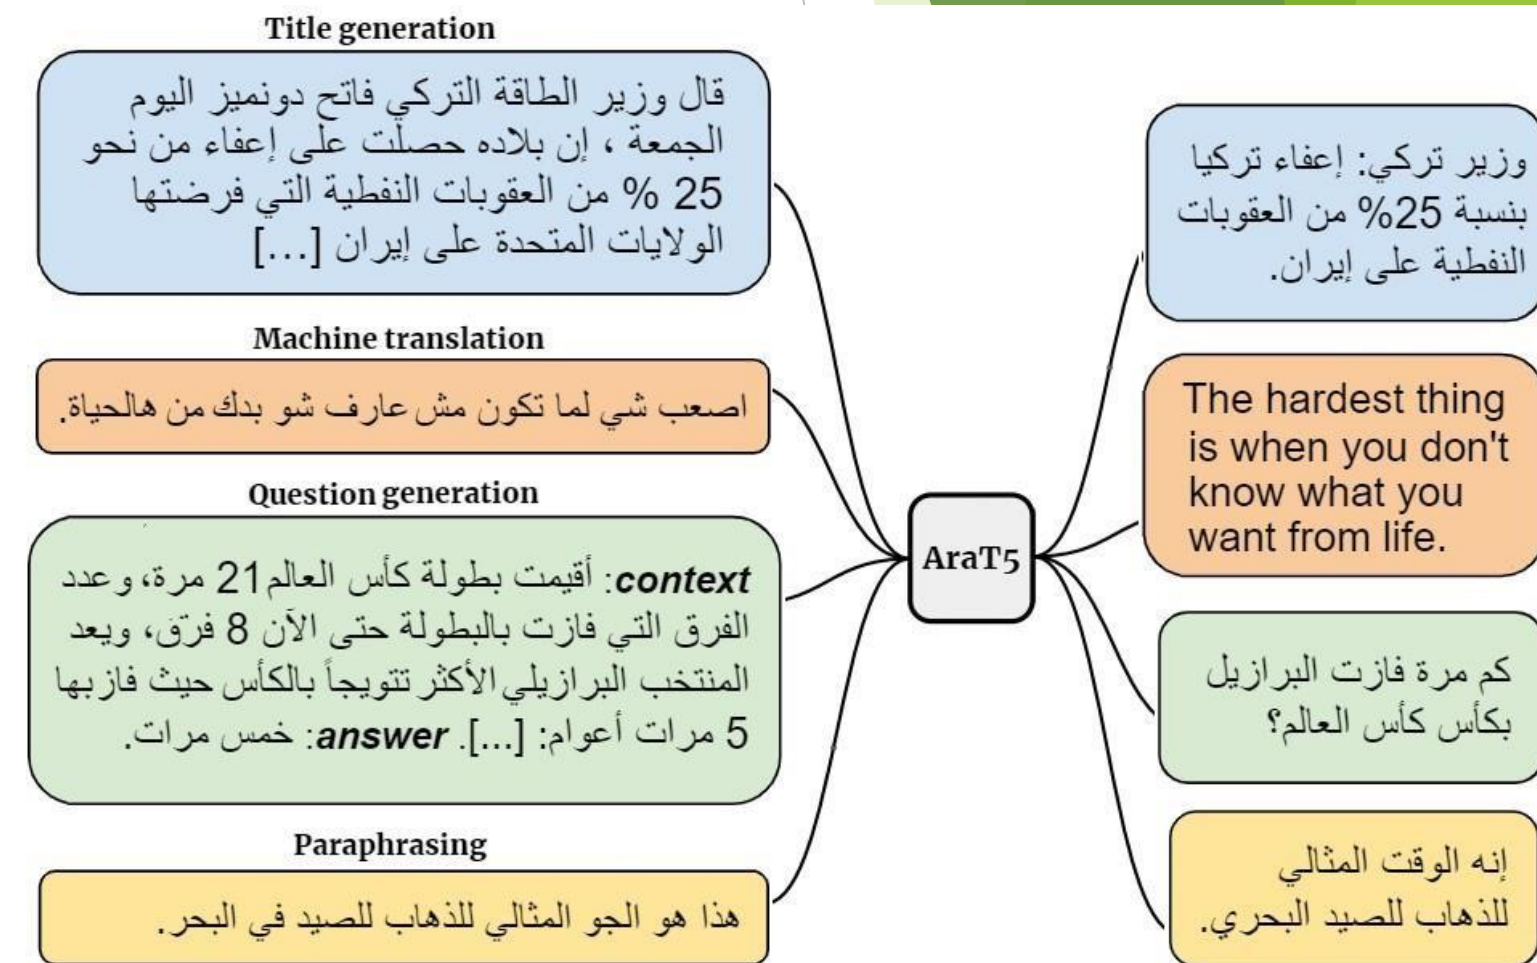 Title generation
قال وزير الطاقة التركي فاتح دونميز اليوم
الجمعة ، إن بلاده حصلت على إعفاء من نحو
25 % من العقوبات النفطية التي فرضتها
الولايات المتحدة على إيران [...]
Machine translation
اصعب شي لما تكون مش عارف شو بدك من هالحياة.
Question generation
context: أقيمت بطولة كأس العالم 21 مرة، وعدد
الفرق التي فازت بالبطولة حتى الآن 8 فرق، ويعد
المنتخب البرازيلي الأكثر تتويجاً بالكأس حيث فاز بها
5 مرات أعوام: [...]. answer: خمس مرات.
Paraphrasing
هذا هو الجو المثالي للذهاب للصيد في البحر.
AraT5
وزير تركي: إعفاء تركيا
بنسبة 25% من العقوبات
النفطية على إيران.
The hardest thing
is when you don't
know what you
want from life.
كم مرة فازت البرازيل
بكأس كأس العالم؟
إنه الوقت المثالي
للذهاب للصيد البحري.